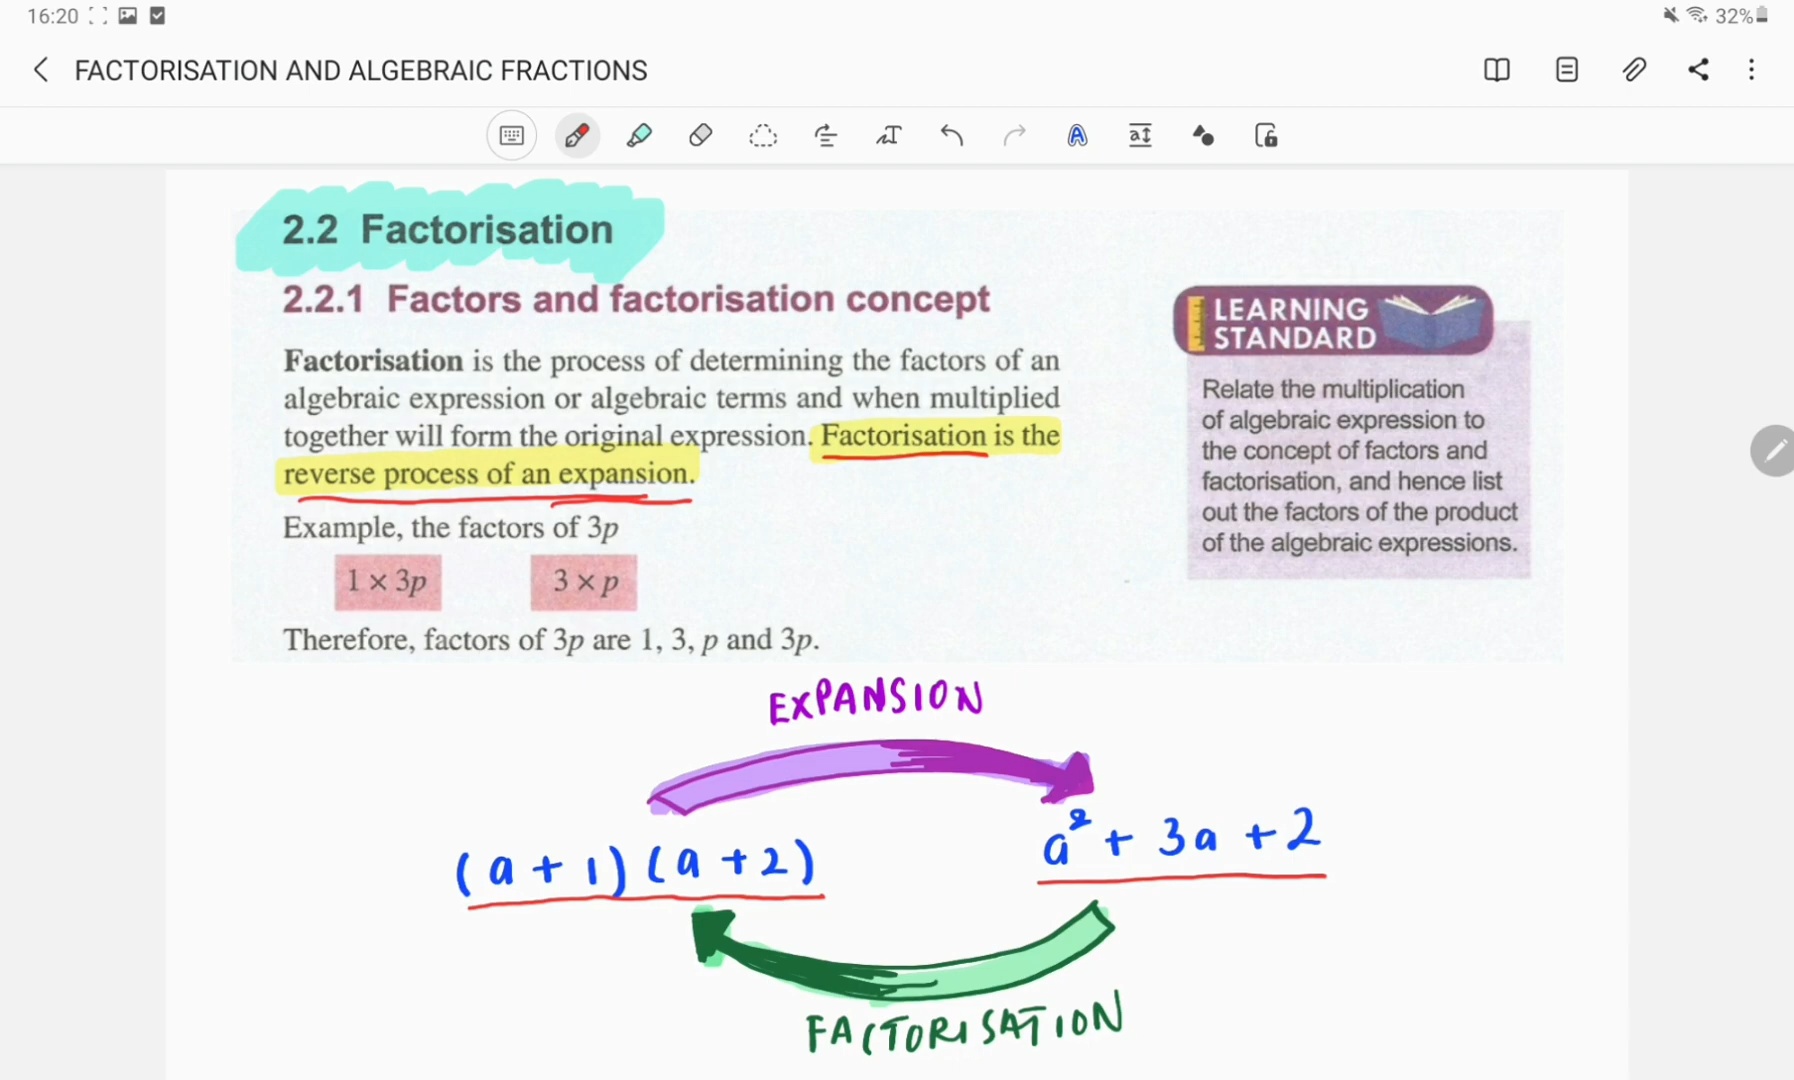 16:20
32%
FACTORISATION AND ALGEBRAIC FRACTIONS
2.2 Factorisation
2.2.1 Factors and factorisation concept
Factorisation is the process of determining the factors of an
algebraic expression or algebraic terms and when multiplied
together will form the original expression. Factorisation is the
reverse process of an expansion.
Example, the factors of 3p
1 × 3p
3 × p
Therefore, factors of 3p are 1, 3, p and 3p.
LEARNING
STANDARD
Relate the multiplication
of algebraic expression to
the concept of factors and
factorisation, and hence list
out the factors of the product
of the algebraic expressions.
EXPANSION
(a + 1)(a + 2)
a² + 3a + 2
FACTORISATION